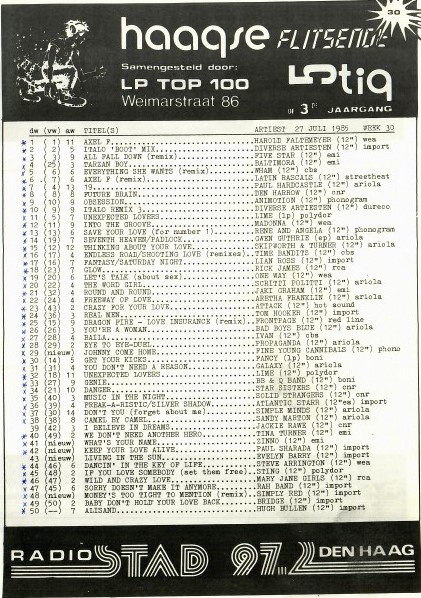 30
haagse FLITSENDE
Samengesteld door:
LP TOP 100
Weimarstraat 86
5tig
IN 3DE JAARGANG
dw (vw) aw TITEL(S) ARTIEST 27 JULI 1985 WEEK 30
1 (1) 11 AXEL F HAROLD FALTERMEYER (12") wea
2 (2) 5 ITALO 'BOOT' MIX DIVERSE ARTIESTEN (12") import
3 (3) 9 ALL FALL DOWN (remix) FIVE STAR (12") emi
4 (25) 3 TARZAN BOY BALTIMORA (12") emi
5 (6) 6 EVERYTHING SHE WANTS (remix) WHAM (12") cbs
6 (7) 6 AXEL F (remix) LATIN RASCALS (12") streetheat
7 (4) 13 19 PAUL HARDCASTLE (12") ariola
8 (8) 8 FUTURE BRAIN DEN HARROW (12") cnr
9 (10) 9 OBSESSION ANIMOTION (12") phonogram
10 (9) 9 ITALO REMIX 3 DIVERSE ARTIESTEN (12") dureco
11 (5) 7 UNEXPECTED LOVERS LIME (lp) polydor
12 (11) 9 INTO THE GROOVE MADONNA (12") wea
13 (13) 6 SAVE YOUR LOVE (for number 1) RENE AND ANGELA (12") phonogram
14 (19) 7 SEVENTH HEAVEN/PADLOCK GWEN GUTHRIE (ep) ariola
15 (12) 12 THINKING ABOUT YOUR LOVE SKIPWORTH & TURNER (12") ariola
16 (17) 4 ENDLESS ROAD/SHOOTING LOVE (remixes) TIME BANDITS (12") cbs
17 (16) 7 FANTASY/SATURDAY NIGHT LIAN ROSS (12") import
18 (23) 7 GLOW RICK JAMES (12") rca
19 (20) 6 LET'S TALK (about sex) ONE WAY (12") wea
20 (22) 4 THE WORD GIRL SCRITTI POLITTI (12") ariola
21 (24) 4 ROUND AND ROUND JAKI GRAHAM (12") emi
22 (22) 4 FREEWAY OF LOVE ARETHA FRANKLIN (12") ariola
23 (43) 2 CRAZY FOR YOUR LOVE ATTACK (12") hot sound
24 (36) 3 REAL MEN TOM HOOKER (12") import
25 (15) 9 DRAGON FIRE - LOVE INSURANCE (remix) FRONTPAGE (12") red line
26 (26) 3 YOU'RE A WOMAN BAD BOYS BLUE (12") ariola
27 (28) 4 BAILA IVAN (12") cbs
28 (29) 2 EYE TO EYE-DUEL PROPAGANDA (12") ariola
29 (nieuw) JOHNNY COME HOME FINE YOUNG CANNIBALS (12") phono
30 (14) 5 GET YOUR KICKS FANCY (lp) boni
31 (31) 4 YOU DON'T NEED A REASON GALAXY (12") ariola
32 (18) 11 UNEXPECTED LOVERS LIME (12") polydor
33 (27) 9 GENIE BB & Q BAND (12") boni
34 (21) 10 DANGER STAR SISTERS (12") cnr
35 (40) 3 MUSIC IN THE NIGHT SOLID STRANGERS (12") cnr
36 (39) 4 FREAK-A-RISTIC/SILVER SHADOW ATLANTIC STARR (12"es) import
37 (30) 14 DON'T YOU (forget about me) SIMPLE MINDS (12") ariola
38 (38) 8 CAMEL BY CAMEL SANDY MARTON (12") ariola
39 (42) 3 I BELIEVE IN DREAMS JACKIE RAWE (12") cnr
40 (49) 2 WE DON'T NEED ANOTHER HERO TINA TURNER (12") emi
41 (nieuw) WHAT'S YOUR NAME ZINNO (12") emi
42 (nieuw) KEEP YOUR LOVE ALIVE PAUL SHARADA (12") import
43 (nieuw) LIVING IN THE SUN EVELYN BARRY (12") import
44 (46) 6 DANCIN' IN THE KEY OF LIFE STEVE ARRINGTON (12") wea
45 (48) 2 IF YOU LOVE SOMEBODY (set them free) STING (12") polydor
46 (47) 2 WILD AND CRAZY LOVE MARY JANE GIRLS (12") rca
47 (45) 6 SORRY DOESN'T MAKE IT ANYMORE RAH BAND (12") import
48 (nieuw) MONEY'S TOO TIGHT TO MENTION (remix) SIMPLY RED (12") import
49 (50) 2 BABY DON'T HOLD YOUR LOVE BACK BRIDGE (12") import
50 (—) 7 ALISAND HUGH BULLEN (12") import
RADIO STAD 97...2 DEN HAAG